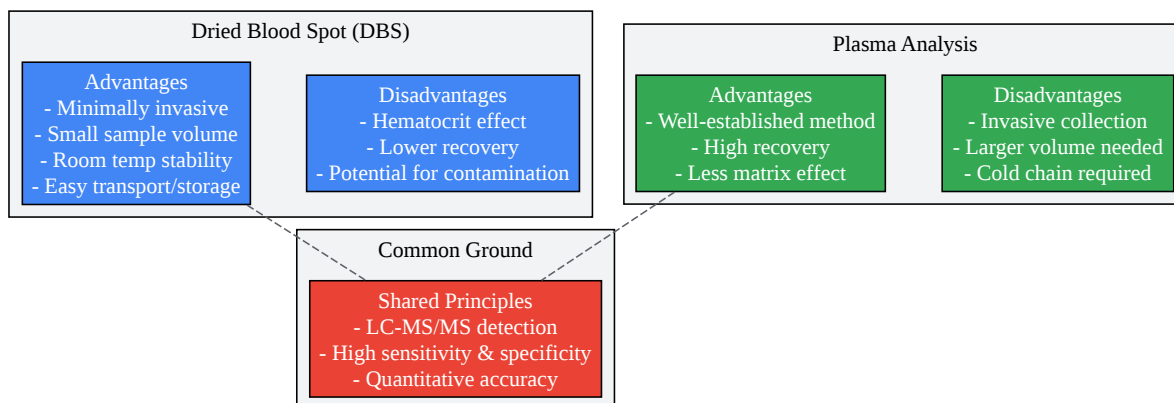 Dried Blood Spot (DBS)
Advantages
- Minimally invasive
- Small sample volume
- Room temp stability
- Easy transport/storage
Disadvantages
- Hematocrit effect
- Lower recovery
- Potential for contamination
Plasma Analysis
Advantages
- Well-established method
- High recovery
- Less matrix effect
Disadvantages
- Invasive collection
- Larger volume needed
- Cold chain required
Common Ground
Shared Principles
- LC-MS/MS detection
- High sensitivity & specificity
- Quantitative accuracy